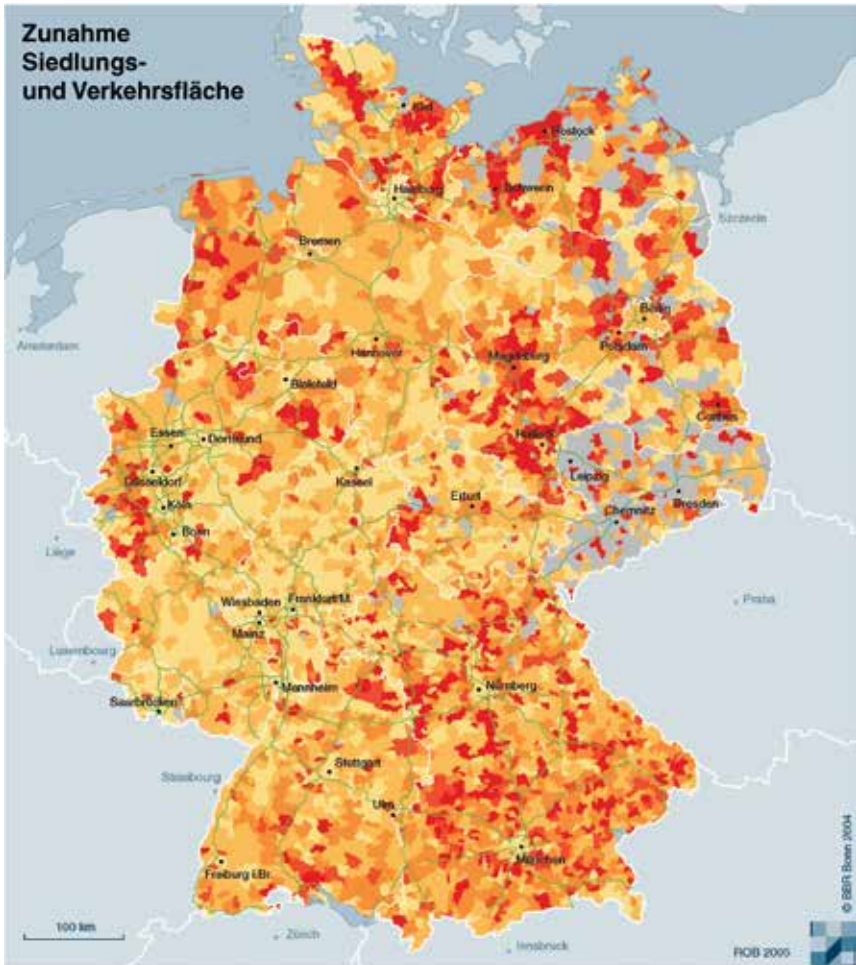 Zunahme
Siedlungs-
und Verkehrsfläche
Kiel
Rostock
Hamburg
Schwerin
Szczecin
Bremen
Berlin
Amsterdam
Hannover
Potsdam
Magdeburg
Bielefeld
Cottbus
Essen
Dortmund
Halle/S.
Düsseldorf
Kassel
Leipzig
Köln
Erfurt
Dresden
Chemnitz
Bonn
Liège
Wiesbaden
Frankfurt/M.
Praha
Mainz
Luxembourg
Mannheim
Nürnberg
Saarbrücken
Stuttgart
Strasbourg
Ulm
München
Freiburg i.Br.
100 km
Zürich
Innsbruck
ROB 2005
© BBR Bonn 2004